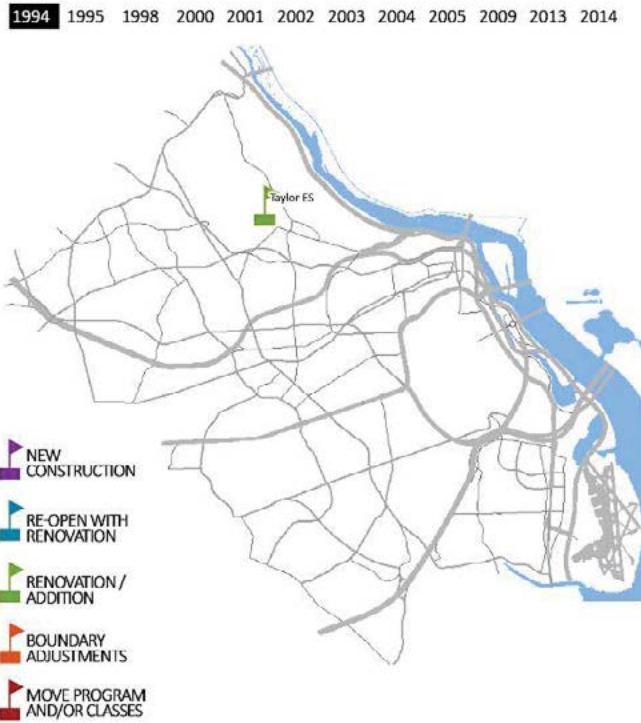 1994 1995 1998 2000 2001 2002 2003 2004 2005 2009 2013 2014
Taylor ES
NEW
CONSTRUCTION
RE-OPEN WITH
RENOVATION
RENOVATION /
ADDITION
BOUNDARY
ADJUSTMENTS
MOVE PROGRAM
AND/OR CLASSES